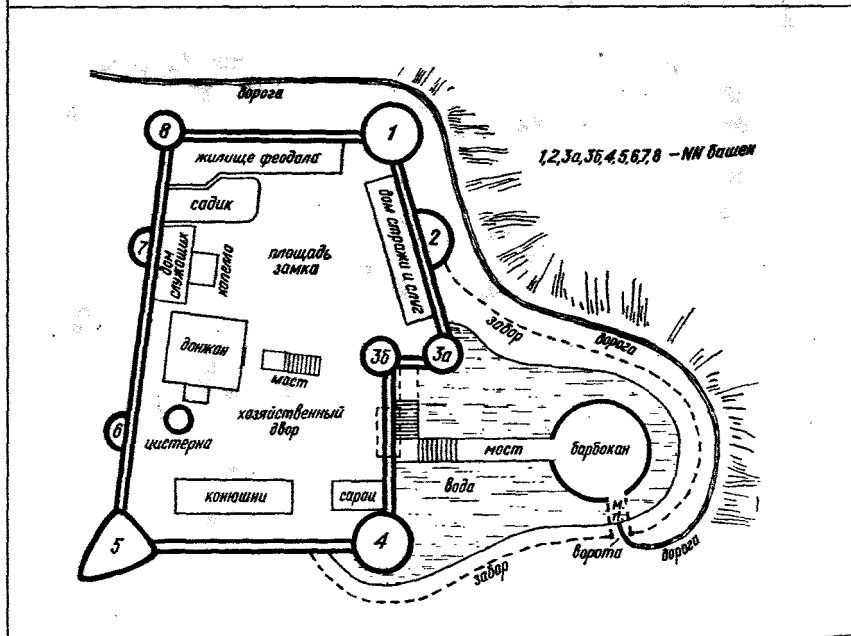 дорога
8
1
жилище феодала
1,2,3а,3б,4,5,6,7,8 – NN башен
садик
дом стражи и слуг
2
7
дом
служащих
капелла
площадь
замка
забор
дорога
донжон
3б
3а
мост
хозяйственный
двор
6
цистерна
мост
барбокан
вода
конюшни
сараи
м.
п.
5
4
ворота
дорога
забор